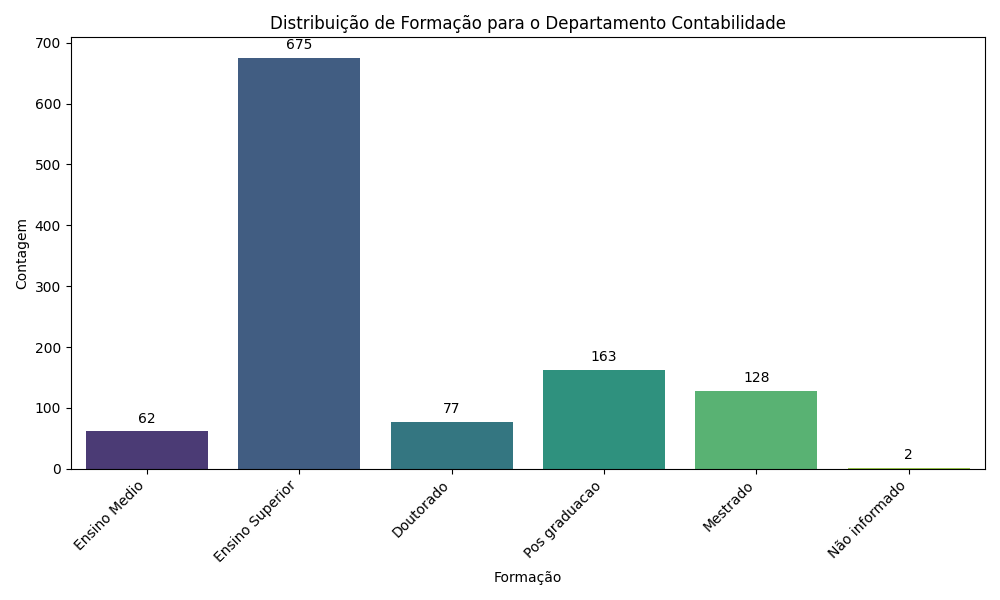 Distribuição de Formação para o Departamento Contabilidade
Contagem
700
600
500
400
300
200
100
0
62
675
77
163
128
2
Ensino Medio
Ensino Superior
Doutorado
Pos graduacao
Mestrado
Não informado
Formação